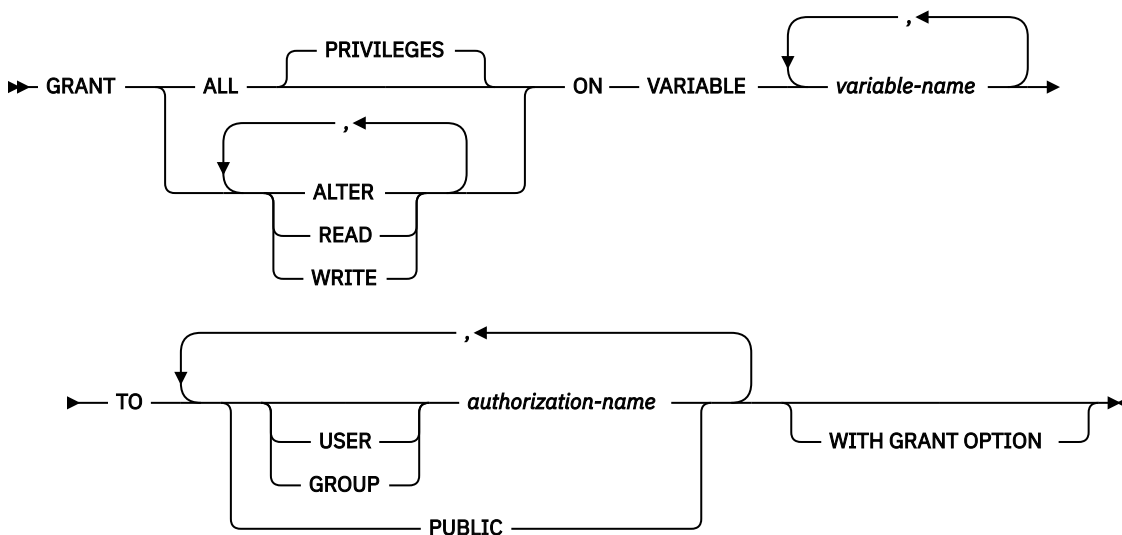 ,
PRIVILEGES
GRANT ALL ON VARIABLE variable-name
,
ALTER
READ
WRITE
,
TO authorization-name
USER WITH GRANT OPTION
GROUP
PUBLIC